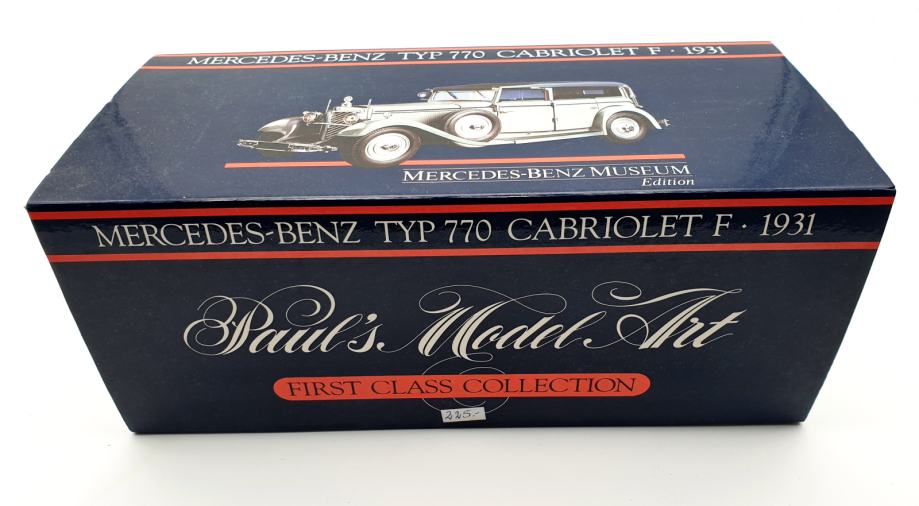 MERCEDES-BENZ TYP 770 CABRIOLET F · 1931
MERCEDES-BENZ MUSEUM
Edition
MERCEDES-BENZ TYP 770 CABRIOLET F · 1931
Paul's Model Art
FIRST CLASS COLLECTION
225.-